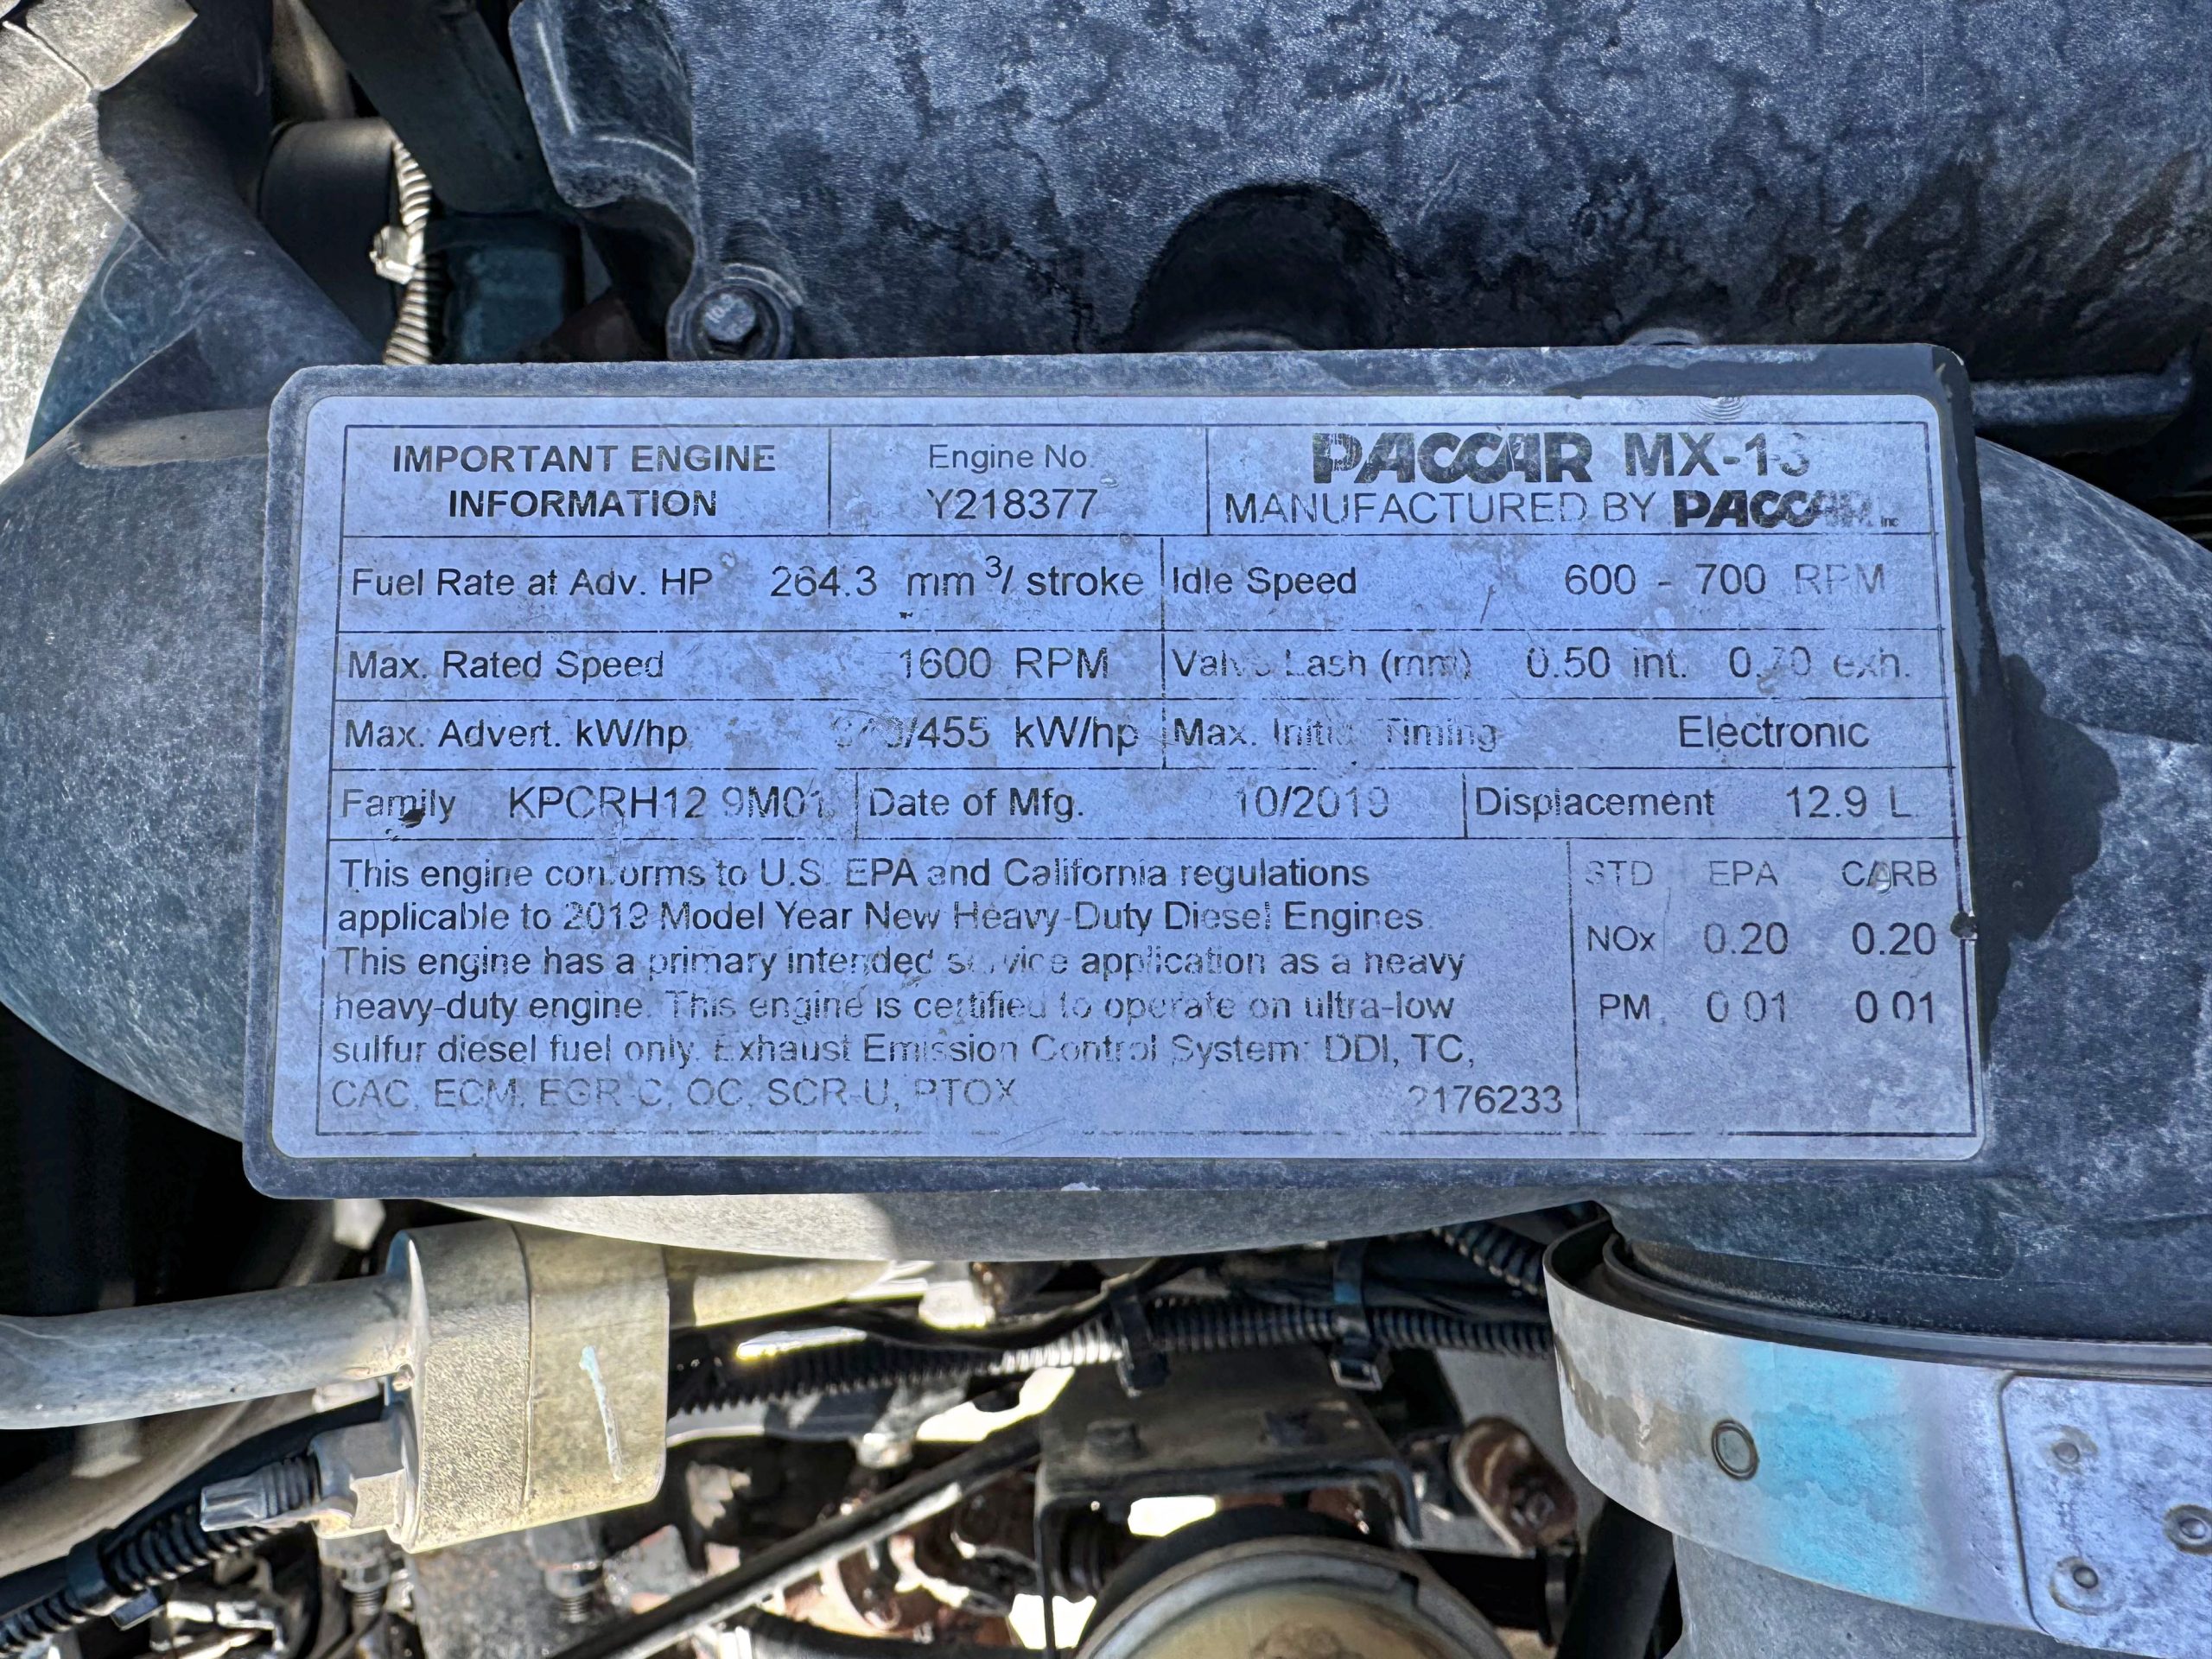 IMPORTANT ENGINE
INFORMATION
Engine No.
Y218377
PACCAR MX-13
MANUFACTURED BY PACCAR Inc
Fuel Rate at Adv. HP 264.3 mm³/ stroke
Idle Speed 600 - 700 RPM
Max. Rated Speed 1600 RPM
Valve Lash (mm) 0.50 int. 0.70 exh.
Max. Advert. kW/hp /455 kW/hp
Max. Initial Timing Electronic
Family KPCRH12.9M01
Date of Mfg. 10/2019
Displacement 12.9 L.
This engine conforms to U.S. EPA and California regulations
applicable to 2019 Model Year New Heavy-Duty Diesel Engines.
This engine has a primary intended service application as a heavy
heavy-duty engine. This engine is certified to operate on ultra-low
sulfur diesel fuel only. Exhaust Emission Control System: DDI, TC,
CAC, ECM, EGR-C, OC, SCR-U, PTOX
2176233
STD EPA CARB
NOx 0.20 0.20
PM 0.01 0.01